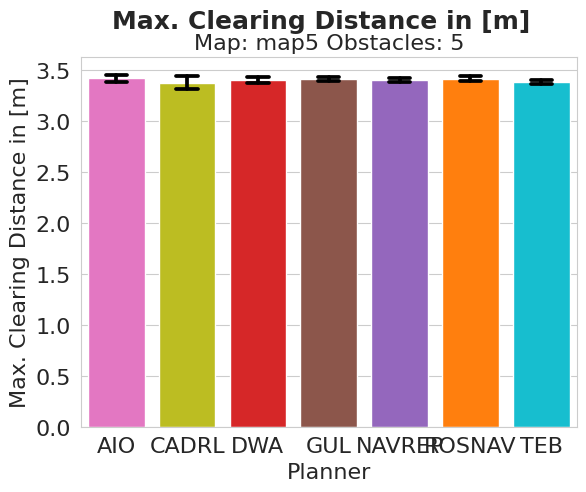 Max. Clearing Distance in [m]
Map: map5 Obstacles: 5
Max. Clearing Distance in [m]
3.5
3.0
2.5
2.0
1.5
1.0
0.5
0.0
AIO CADRL DWA GUL NAVREP ROSNAV TEB
Planner